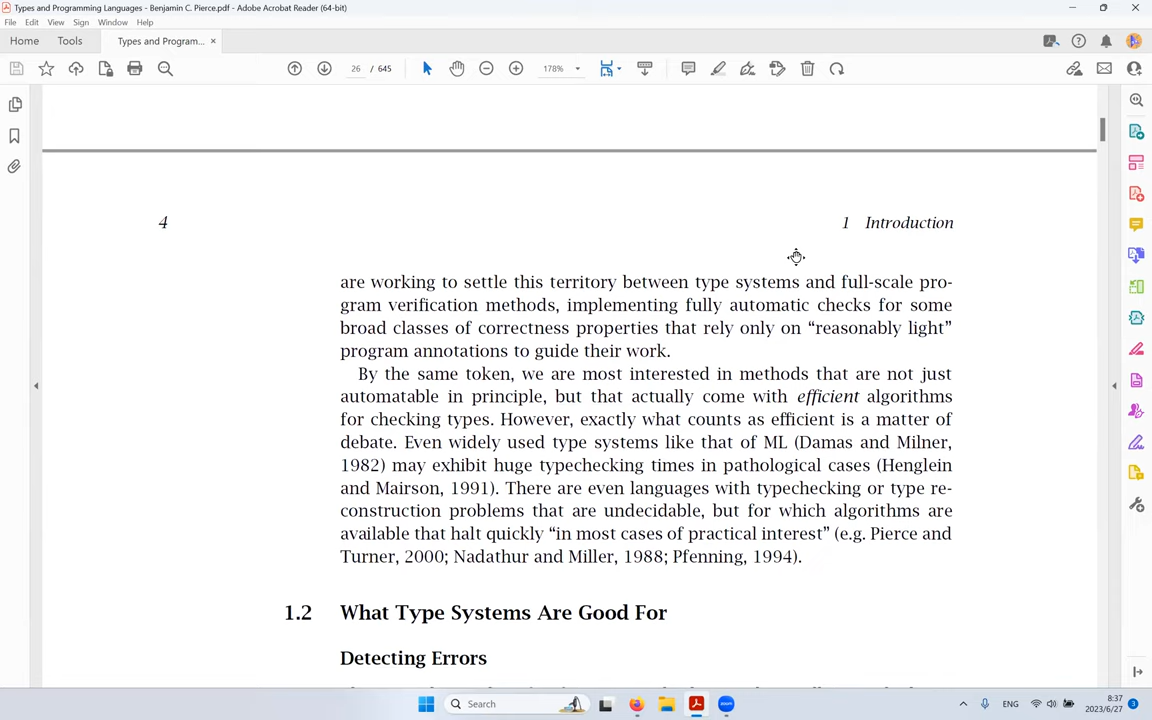 Types and Programming Languages - Benjamin C. Pierce.pdf - Adobe Acrobat Reader (64-bit)
File Edit View Sign Window Help
Home Tools Types and Program... ×
26 / 645 178%
4 1 Introduction
are working to settle this territory between type systems and full-scale pro-
gram verification methods, implementing fully automatic checks for some
broad classes of correctness properties that rely only on “reasonably light”
program annotations to guide their work.
By the same token, we are most interested in methods that are not just
automatable in principle, but that actually come with efficient algorithms
for checking types. However, exactly what counts as efficient is a matter of
debate. Even widely used type systems like that of ML (Damas and Milner,
1982) may exhibit huge typechecking times in pathological cases (Henglein
and Mairson, 1991). There are even languages with typechecking or type re-
construction problems that are undecidable, but for which algorithms are
available that halt quickly “in most cases of practical interest” (e.g. Pierce and
Turner, 2000; Nadathur and Miller, 1988; Pfenning, 1994).
1.2 What Type Systems Are Good For
Detecting Errors
Search
ENG
8:37
2023/6/27
3